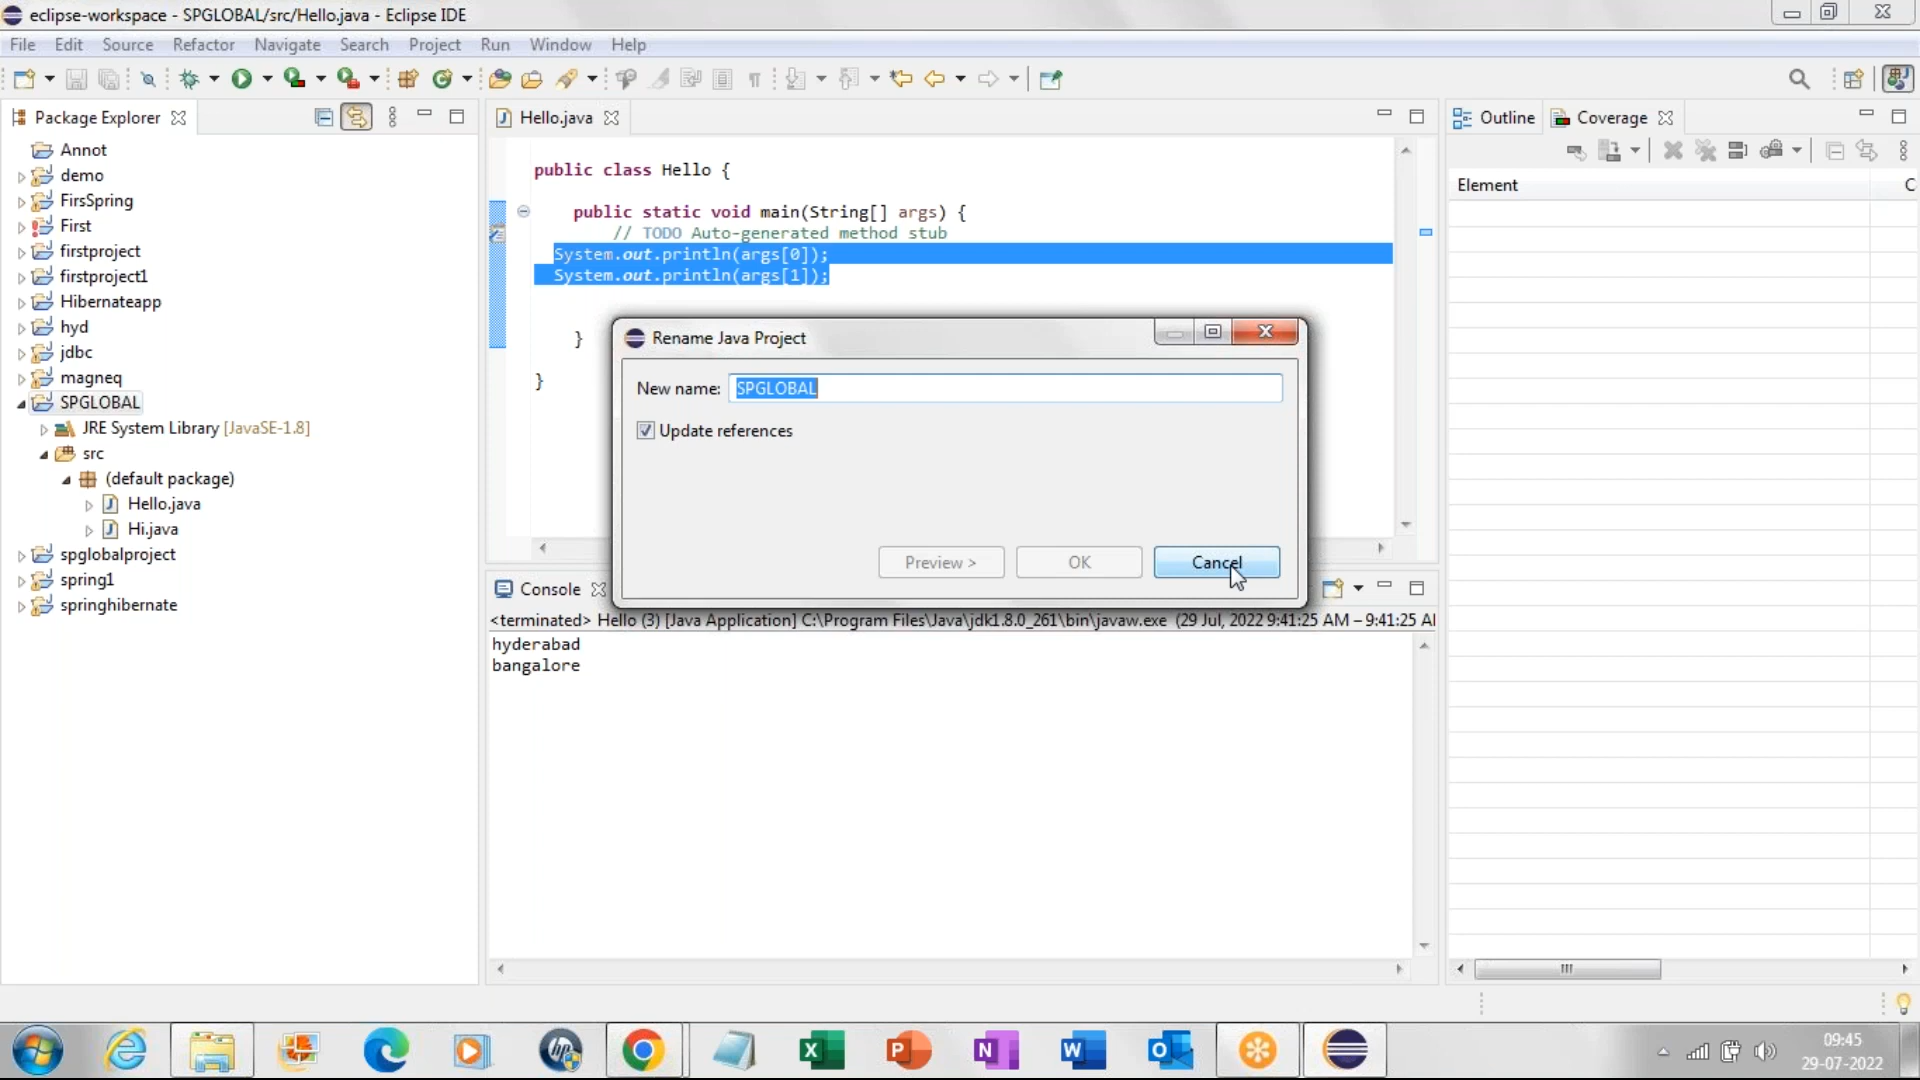 eclipse-workspace - SPGLOBAL/src/Hello.java - Eclipse IDE
File Edit Source Refactor Navigate Search Project Run Window Help
Package Explorer
Hello.java
Outline
Coverage
Element
C
Annot
demo
FirsSpring
First
firstproject
firstproject1
Hibernateapp
hyd
jdbc
magneq
SPGLOBAL
JRE System Library [JavaSE-1.8]
src
(default package)
Hello.java
Hi.java
spglobalproject
spring1
springhibernate
public class Hello {
public static void main(String[] args) {
// TODO Auto-generated method stub
System.out.println(args[0]);
System.out.println(args[1]);
}
}
Rename Java Project
New name: SPGLOBAL
Update references
Preview > OK Cancel
Console
<terminated> Hello (3) [Java Application] C:\Program Files\Java\jdk1.8.0_261\bin\javaw.exe (29 Jul, 2022 9:41:25 AM – 9:41:25 A
hyderabad
bangalore
09:45
29-07-2022